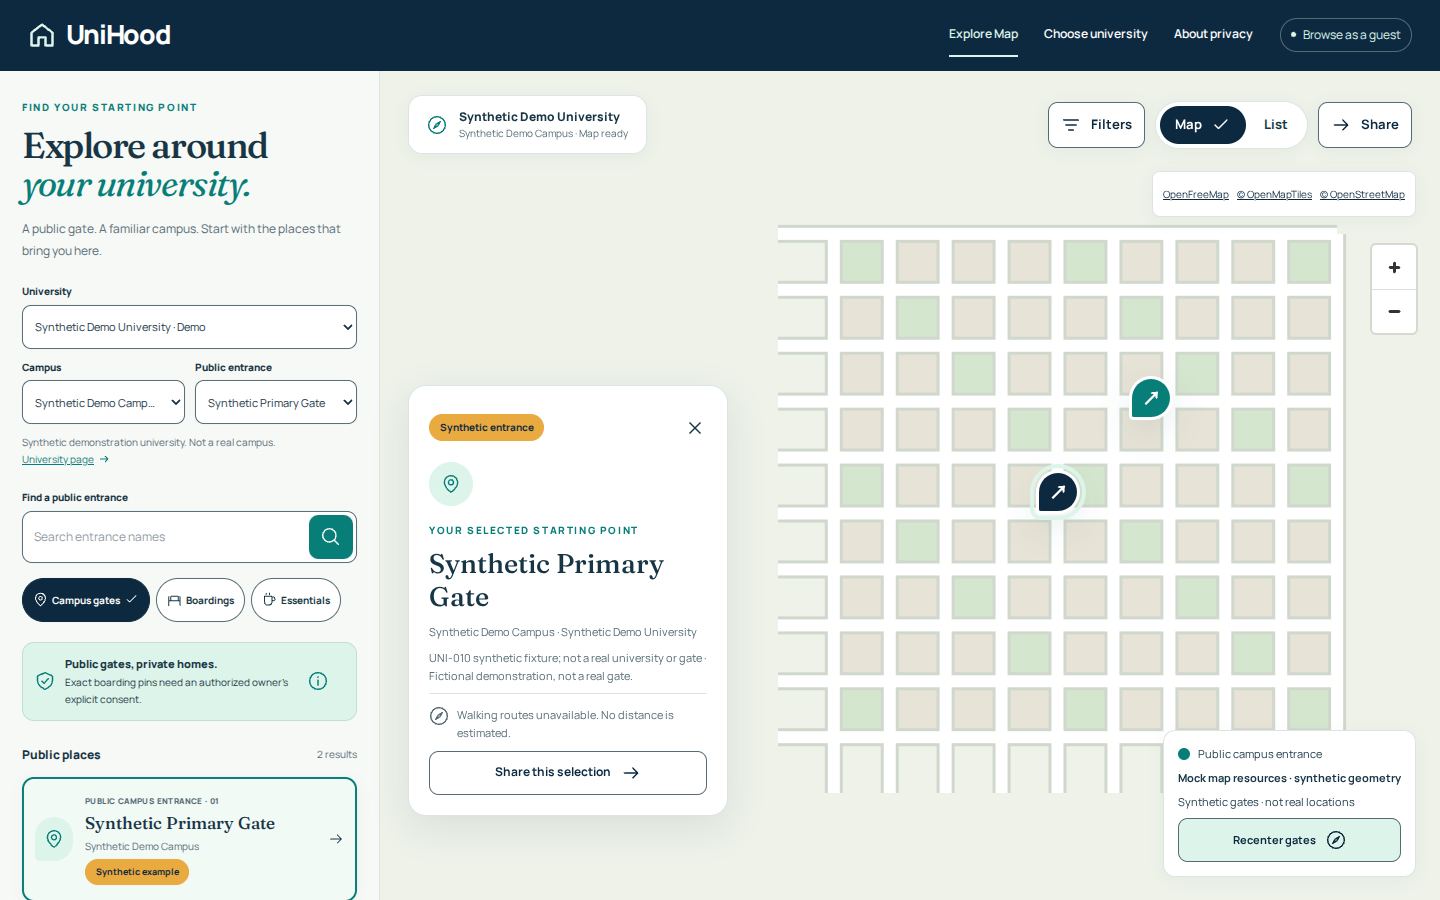 UniHood
Explore Map
Choose university
About privacy
Browse as a guest
FIND YOUR STARTING POINT
Explore around
your university.
A public gate. A familiar campus. Start with the places that
bring you here.
University
Synthetic Demo University · Demo
Campus
Public entrance
Synthetic Demo Camp...
Synthetic Primary Gate
Synthetic demonstration university. Not a real campus.
University page
Find a public entrance
Search entrance names
Campus gates
Boardings
Essentials
Public gates, private homes.
Exact boarding pins need an authorized owner's
explicit consent.
Public places
2 results
PUBLIC CAMPUS ENTRANCE · 01
Synthetic Primary Gate
Synthetic Demo Campus
Synthetic example
Synthetic Demo University
Synthetic Demo Campus · Map ready
Filters
Map
List
Share
OpenFreeMap © OpenMapTiles © OpenStreetMap
Synthetic entrance
YOUR SELECTED STARTING POINT
Synthetic Primary
Gate
Synthetic Demo Campus · Synthetic Demo University
UNI-010 synthetic fixture; not a real university or gate ·
Fictional demonstration, not a real gate.
Walking routes unavailable. No distance is
estimated.
Share this selection
Public campus entrance
Mock map resources · synthetic geometry
Synthetic gates · not real locations
Recenter gates